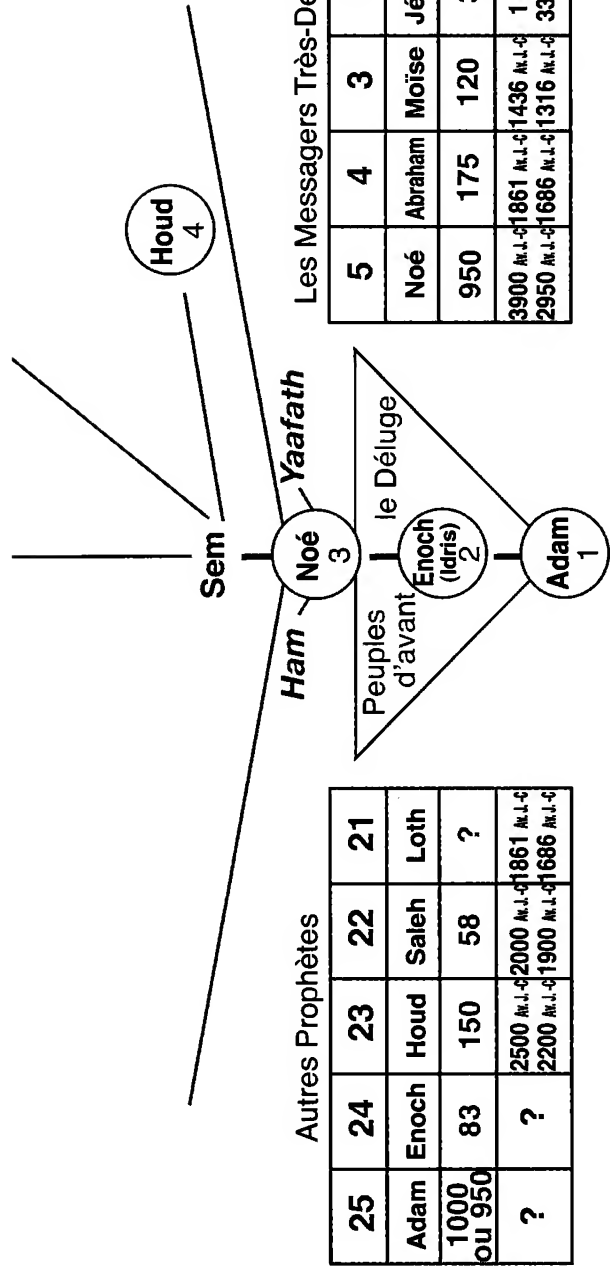 Houd
4
Sem
Ham
Yaafath
Noé
3
Peuples
d'avant
le Déluge
Enoch
(Idris)
2
Adam
1
Autres Prophètes
25 24 23 22 21
Adam Enoch Houd Saleh Loth
1000
ou 950 83 150 58 ?
? ? 2500 Av.J.-C 2000 Av.J.-C 1861 Av.J.-C
2200 Av.J.-C 1900 Av.J.-C 1686 Av.J.-C
Les Messagers Très-De
5 4 3
Noé Abraham Moïse Jé
950 175 120
3900 Av.J.-C 1861 Av.J.-C 1436 Av.J.-C 1
2950 Av.J.-C 1686 Av.J.-C 1316 Av.J.-C 33